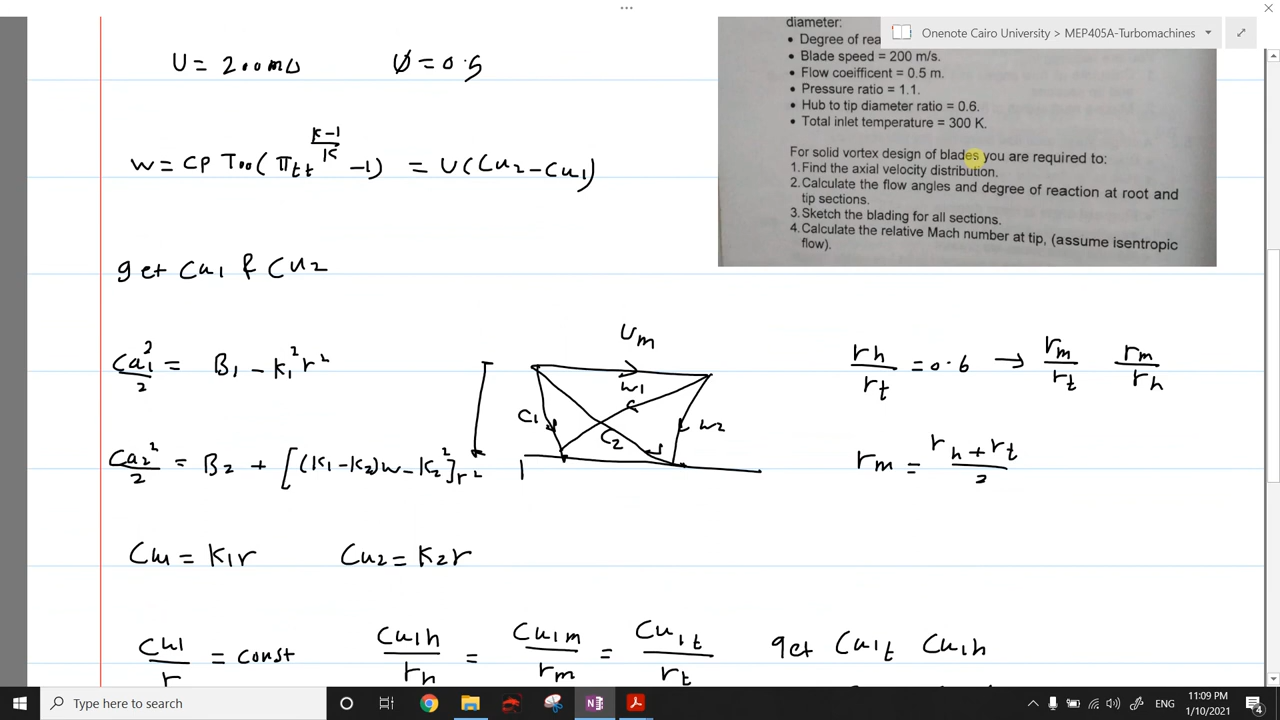 U = 200 m/s    Ø = 0.5
diameter:
Onenote Cairo University > MEP405A-Turbomachines
• Degree of rea
• Blade speed = 200 m/s.
• Flow coeifficent = 0.5 m.
• Pressure ratio = 1.1.
• Hub to tip diameter ratio = 0.6.
• Total inlet temperature = 300 K.
For solid vortex design of blades you are required to:
1. Find the axial velocity distribution.
2. Calculate the flow angles and degree of reaction at root and
tip sections.
3. Sketch the blading for all sections.
4. Calculate the relative Mach number at tip, (assume isentropic
flow).
w = CP T00 (πtt^((k-1)/k) -1) = U(Cu2-Cu1)
get Cu1 & Cu2
Um
Ca1²/2 = B1 - k1²r²
W1
C1
C2
W2
rh/rt = 0.6 → rm/rt   rm/rh
Ca2²/2 = B2 + [(k1-k2)w - k2²]r²
rm = (rh+rt)/2
Cu1 = k1r    Cu2 = k2r
Cu1/r = const    Cu1h/rh = Cu1m/rm = Cu1t/rt    get Cu1t Cu1h
Type here to search
11:09 PM
ENG
1/10/2021
4